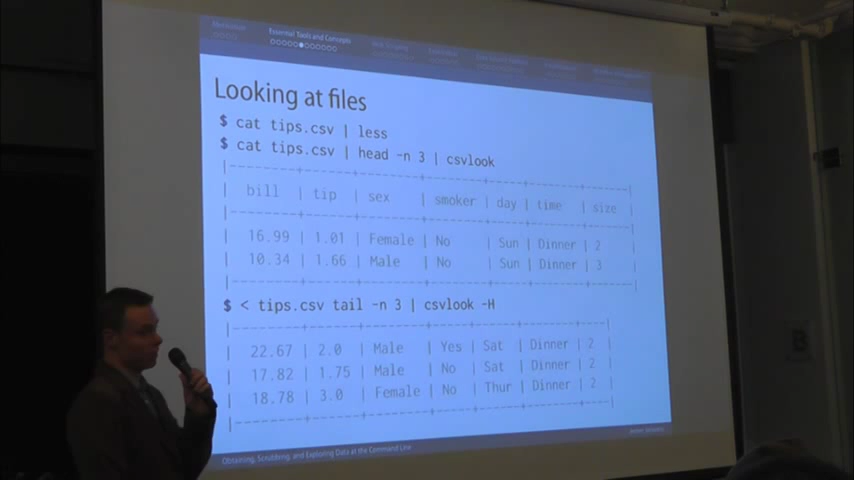 Essential Tools and Concepts
Looking at files
$ cat tips.csv | less
$ cat tips.csv | head -n 3 | csvlook
|--------+------+--------+--------+-----+--------+-------|
| bill | tip | sex | smoker | day | time | size |
|--------+------+--------+--------+-----+--------+-------|
| 16.99 | 1.01 | Female | No | Sun | Dinner | 2
| 10.34 | 1.66 | Male | No | Sun | Dinner | 3
|--------+------+--------+--------+-----+--------+-------|
$ < tips.csv tail -n 3 | csvlook -H
|--------+------+--------+-----+------+--------+----|
| 22.67 | 2.0 | Male | Yes | Sat | Dinner | 2 |
| 17.82 | 1.75 | Male | No | Sat | Dinner | 2 |
| 18.78 | 3.0 | Female | No | Thur | Dinner | 2 |
|--------+------+--------+-----+------+--------+----|
Obtaining, Scrubbing, and Exploring Data at the Command Line